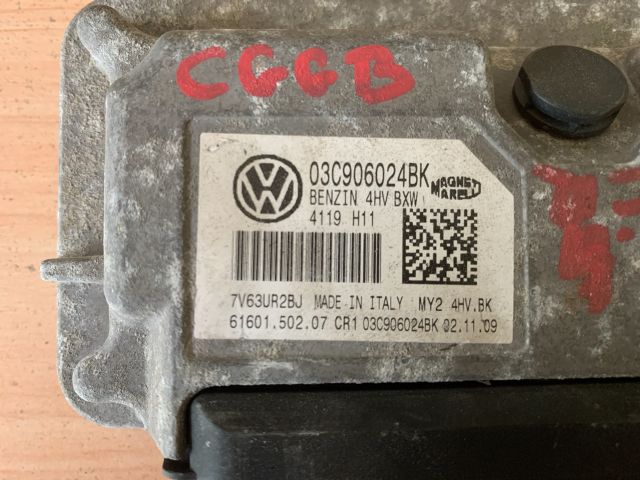 CGGB
03C906024BK
MAGNETI MARELLI
BENZIN 4HV BXW
4119 H11
7V63UR2BJ MADE IN ITALY MY2 4HV.BK
61601.502.07 CR1 03C906024BK 02.11.09